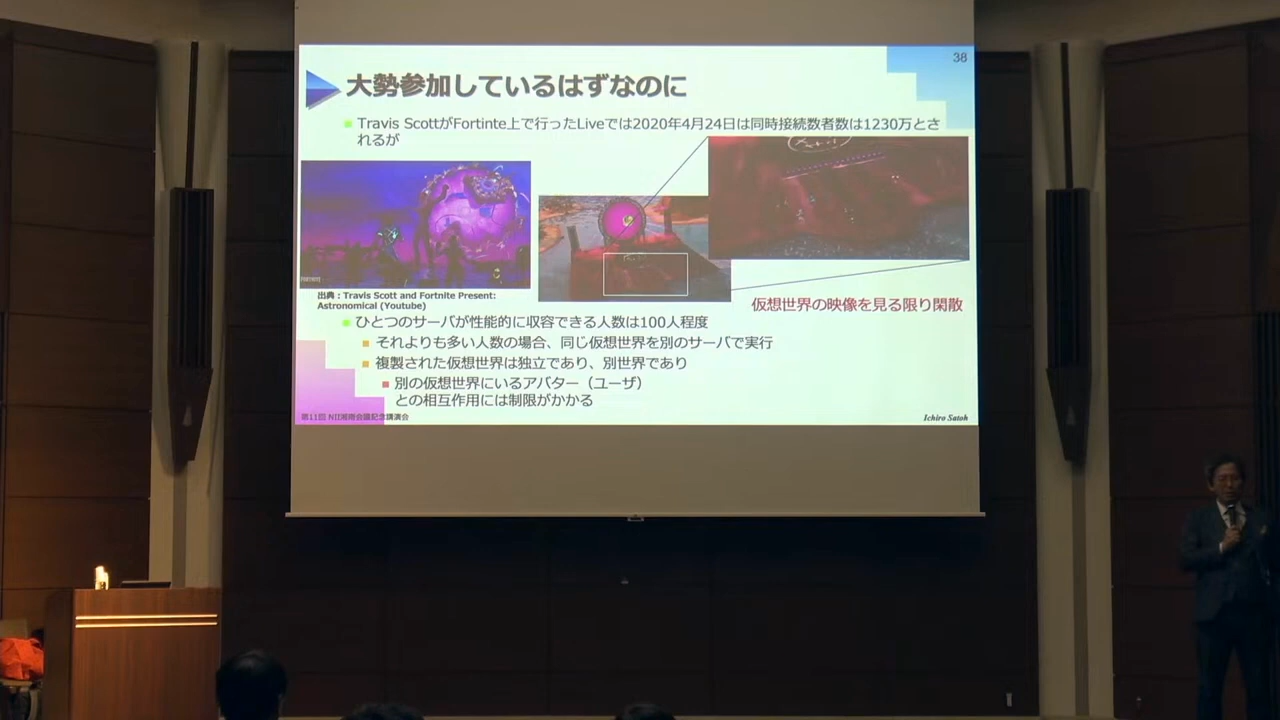 38
大勢参加しているはずなのに
Travis ScottがFortinte上で行ったLiveでは2020年4月24日は同時接続数者数は1230万とさ
れるが
FORTNITE
出典：Travis Scott and Fortnite Present:
Astronomical (Youtube)
仮想世界の映像を見る限り閑散
ひとつのサーバが性能的に収容できる人数は100人程度
それよりも多い人数の場合、同じ仮想世界を別のサーバで実行
複製された仮想世界は独立であり、別世界であり
別の仮想世界にいるアバター（ユーザ）
との相互作用には制限がかかる
第11回 NII湘南会議記念講演会
Ichiro Satoh